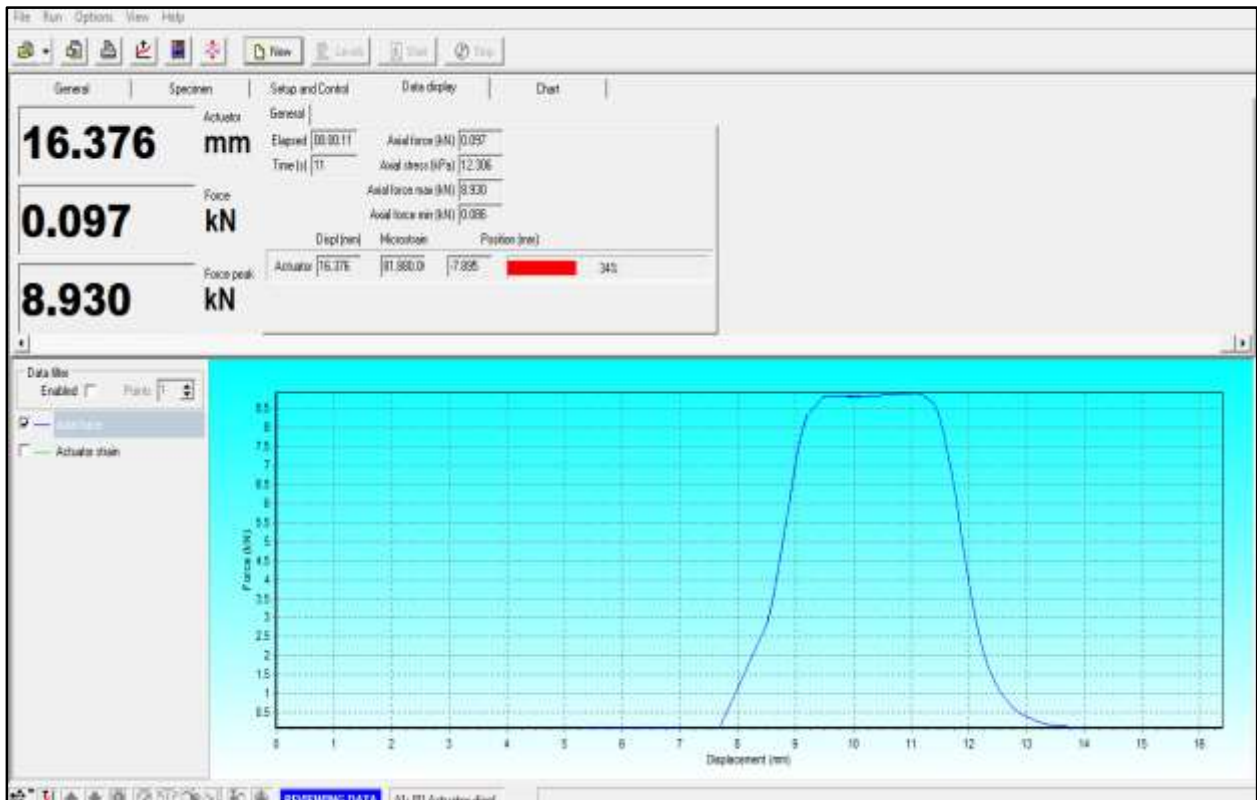 File Run Options View Help
New Levels Start Stop
General Specimen Setup and Control Data display Chart
16.376 Actuator mm
0.097 Force kN
8.930 Force peak kN
General
Elapsed 00:00:11 Axial force (kN) 0.097
Time (s) 11 Axial stress (kPa) 12.306
Axial force max (kN) 8.930
Axial force min (kN) 0.086
Displ (mm) Microstrain Position (mm)
Actuator 16.376 -7.895 34%
Data filter
Enabled Points 1
Axial force
Actuator strain
Force (kN)
8.5
8
7.5
7
6.5
6
5.5
5
4.5
4
3.5
3
2.5
2
1.5
1
0.5
0 1 2 3 4 5 6 7 8 9 10 11 12 13 14 15 16
Displacement (mm)
REVIEWING DATA